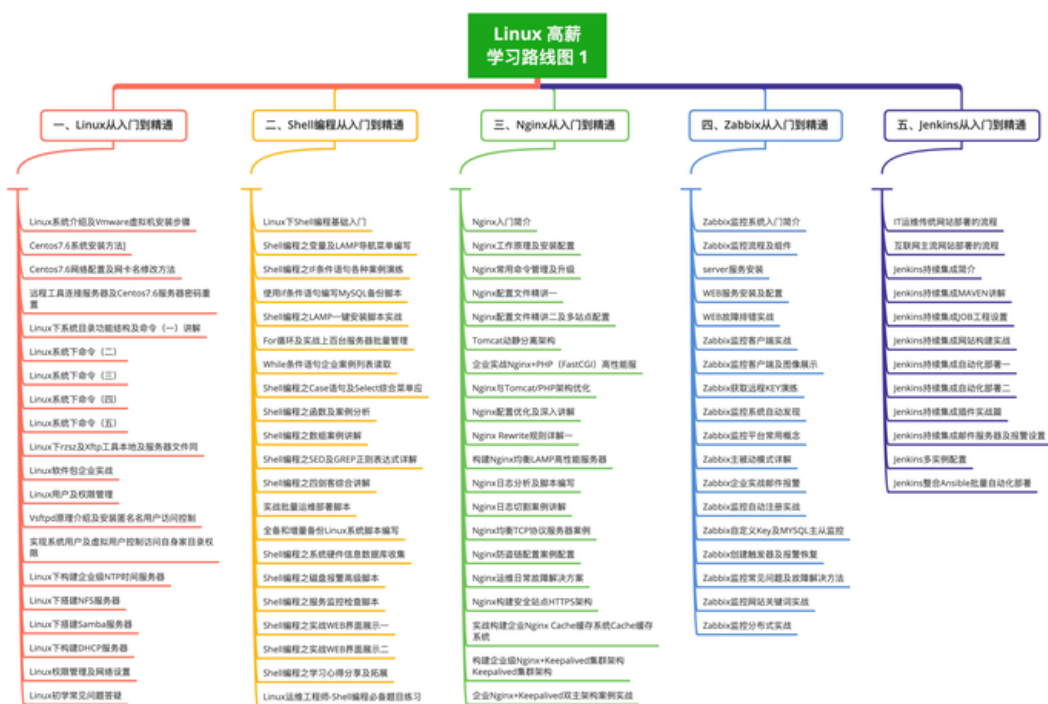 Linux 高薪
学习路线图 1
一、Linux从入门到精通
Linux系统介绍及Vmware虚拟机安装步骤
Centos7.6系统安装方法]
Centos7.6网络配置及网卡名修改方法
远程工具连接服务器及Centos7.6服务器密码重
置
Linux下系统目录功能结构及命令（一）讲解
Linux系统下命令（二）
Linux系统下命令（三）
Linux系统下命令（四）
Linux系统下命令（五）
Linux下rzsz及Xftp工具本地及服务器文件同
Linux软件包企业实战
Linux用户及权限管理
Vsftpd原理介绍及安装匿名名用户访问控制
实现系统用户及虚拟用户控制访问自身家目录权
限
Linux下构建企业级NTP时间服务器
Linux下搭建NFS服务器
Linux下搭建Samba服务器
Linux下构建DHCP服务器
Linux权限管理及网络设置
Linux初学常见问题答疑
二、Shell编程从入门到精通
Linux下Shell编程基础入门
Shell编程之变量及LAMP导航菜单编写
Shell编程之IF条件语句各种案例演练
使用if条件语句编写MySQL备份脚本
Shell编程之LAMP一键安装脚本实战
For循环及实战上百台服务器批量管理
While条件语句企业案例列表读取
Shell编程之Case语句及Select综合菜单应
Shell编程之函数及案例分析
Shell编程之数组案例讲解
Shell编程之SED及GREP正则表达式详解
Shell编程之四剑客综合讲解
实战批量运维部署脚本
全备和增量备份Linux系统脚本编写
Shell编程之系统硬件信息数据库收集
Shell编程之磁盘报警高级脚本
Shell编程之服务监控检查脚本
Shell编程之实战WEB界面展示一
Shell编程之实战WEB界面展示二
Shell编程之学习心得分享及拓展
Linux运维工程师-Shell编程必备题目练习
三、Nginx从入门到精通
Nginx入门简介
Nginx工作原理及安装配置
Nginx常用命令管理及升级
Nginx配置文件精讲一
Nginx配置文件精讲二及多站点配置
Tomcat动静分离架构
企业实战Nginx+PHP（FastCGI）高性能服
Nginx与Tomcat/PHP架构优化
Nginx配置优化及深入讲解
Nginx Rewrite规则详解一
构建Nginx均衡LAMP高性能服务器
Nginx日志分析及脚本编写
Nginx日志切割案例讲解
Nginx均衡TCP协议服务器案例
Nginx防盗链配置案例配置
Nginx运维日常故障解决方案
Nginx构建安全站点HTTPS架构
实战构建企业Nginx Cache缓存系统Cache缓存
系统
构建企业级Nginx+Keepalived集群架构
Keepalived集群架构
企业Nginx+Keepalived双主架构案例实战
四、Zabbix从入门到精通
Zabbix监控系统入门简介
Zabbix监控流程及组件
server服务安装
WEB服务安装及配置
WEB故障排错实战
Zabbix监控客户端实战
Zabbix监控客户端及图像展示
Zabbix获取远程KEY演练
Zabbix监控系统自动发现
Zabbix监控平台常用概念
Zabbix主被动模式详解
Zabbix企业实战邮件报警
Zabbix自动注册实战
Zabbix自定义Key及MYSQL主从监控
Zabbix创建触发器及报警恢复
Zabbix监控常见问题及故障解决方法
Zabbix监控网站关键词实战
Zabbix监控分布式实战
五、Jenkins从入门到精通
IT运维传统网站部署的流程
互联网主流网站部署的流程
Jenkins持续集成简介
Jenkins持续集成MAVEN讲解
Jenkins持续集成JOB工程设置
Jenkins持续集成网站构建实战
Jenkins持续集成自动化部署一
Jenkins持续集成自动化部署二
Jenkins持续集成插件实战篇
Jenkins持续集成邮件服务器及报警设置
Jenkins多实例配置
Jenkins整合Ansible批量自动化部署